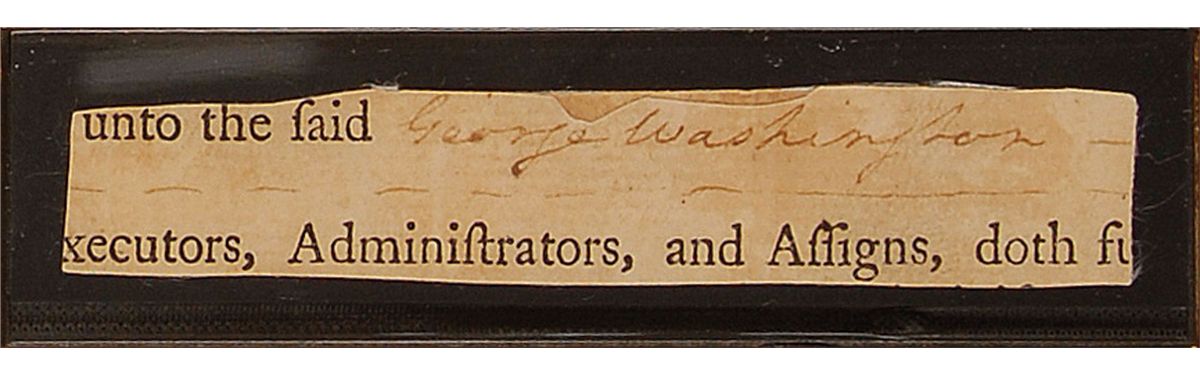 unto the ſaid George Washington —
xecutors, Adminiſtrators, and Aſſigns, doth fu